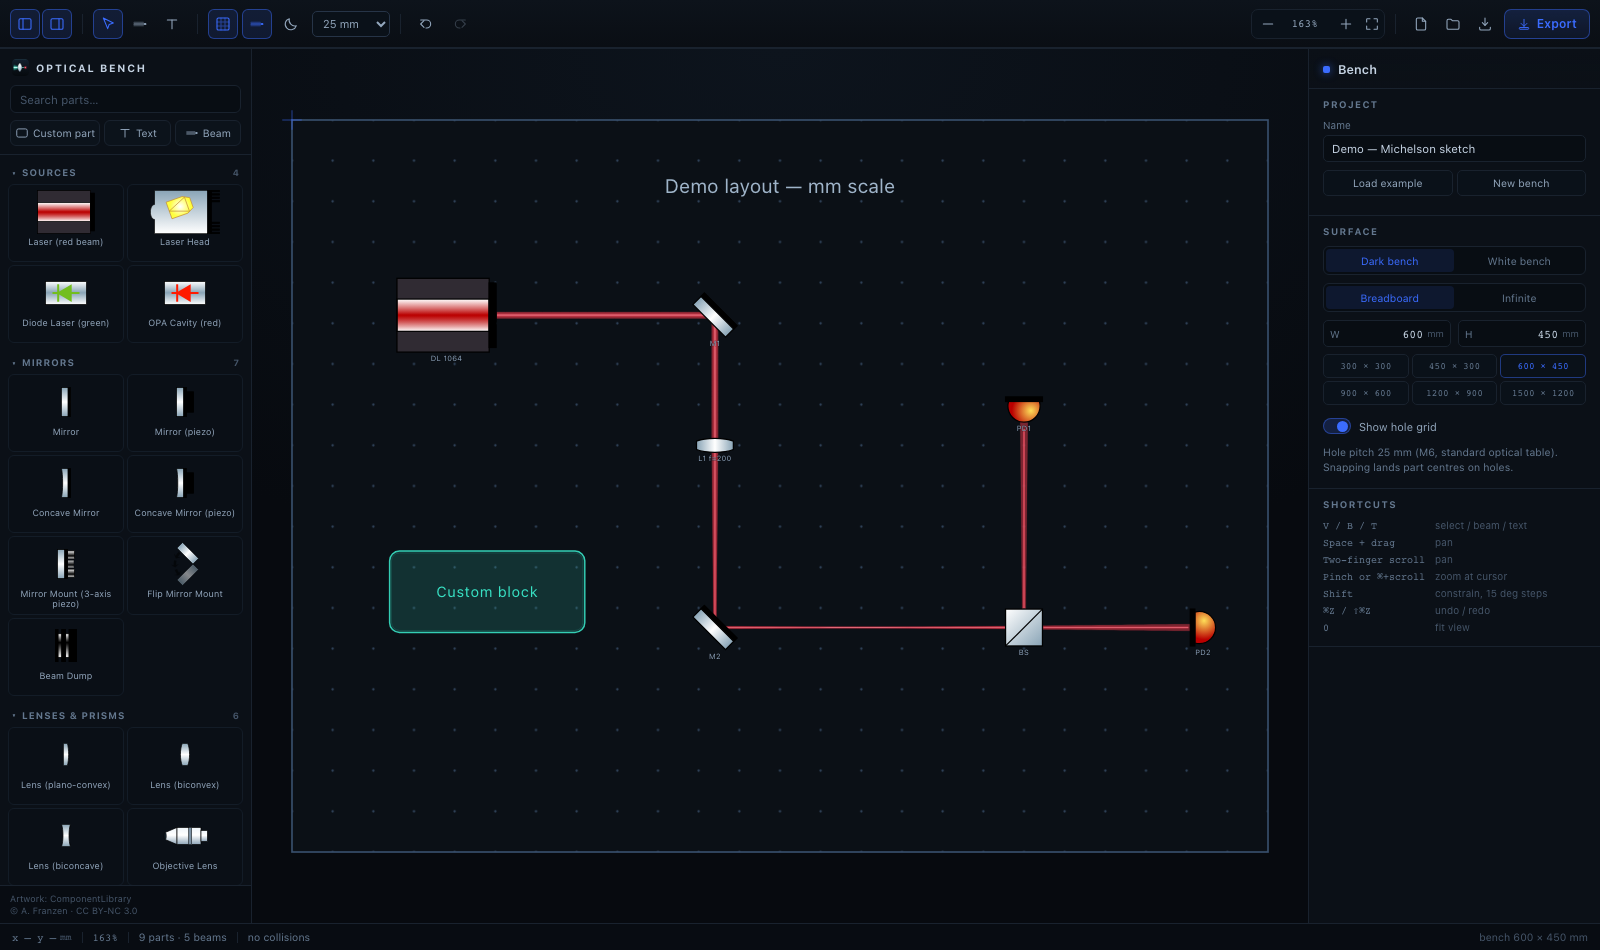 25 mm
163%
Export
OPTICAL BENCH
Search parts...
Custom part
Text
Beam
SOURCES 4
Laser (red beam)
Laser Head
Diode Laser (green)
OPA Cavity (red)
MIRRORS 7
Mirror
Mirror (piezo)
Concave Mirror
Concave Mirror (piezo)
Mirror Mount (3-axis
piezo)
Flip Mirror Mount
Beam Dump
LENSES & PRISMS 6
Lens (plano-convex)
Lens (biconvex)
Lens (biconcave)
Objective Lens
Artwork: ComponentLibrary
© A. Franzen · CC BY-NC 3.0
Demo layout — mm scale
DL 1064
M1
L1 f=200
PD1
Custom block
M2
BS
PD2
Bench
PROJECT
Name
Demo — Michelson sketch
Load example
New bench
SURFACE
Dark bench
White bench
Breadboard
Infinite
W 600 mm
H 450 mm
300 × 300
450 × 300
600 × 450
900 × 600
1200 × 900
1500 × 1200
Show hole grid
Hole pitch 25 mm (M6, standard optical table).
Snapping lands part centres on holes.
SHORTCUTS
V / B / T select / beam / text
Space + drag pan
Two-finger scroll pan
Pinch or ⌘+scroll zoom at cursor
Shift constrain, 15 deg steps
⌘Z / ⇧⌘Z undo / redo
0 fit view
x — y — mm
163%
9 parts · 5 beams
no collisions
bench 600 × 450 mm